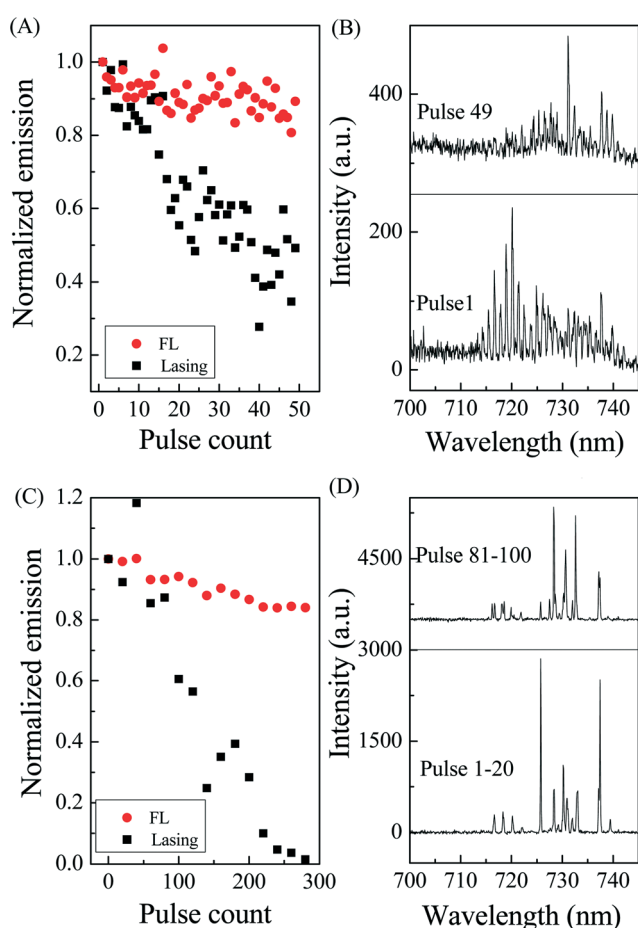 (A)
Normalized emission
1.0
0.8
0.6
0.4
0.2
FL
Lasing
0 10 20 30 40 50
Pulse count
(B)
Intensity (a.u.)
400
200
0
Pulse 49
Pulse1
700 710 720 730 740
Wavelength (nm)
(C)
Normalized emission
1.2
1.0
0.8
0.6
0.4
0.2
0.0
FL
Lasing
0 100 200 300
Pulse count
(D)
Intensity (a.u.)
4500
3000
1500
0
Pulse 81-100
Pulse 1-20
700 710 720 730 740
Wavelength (nm)